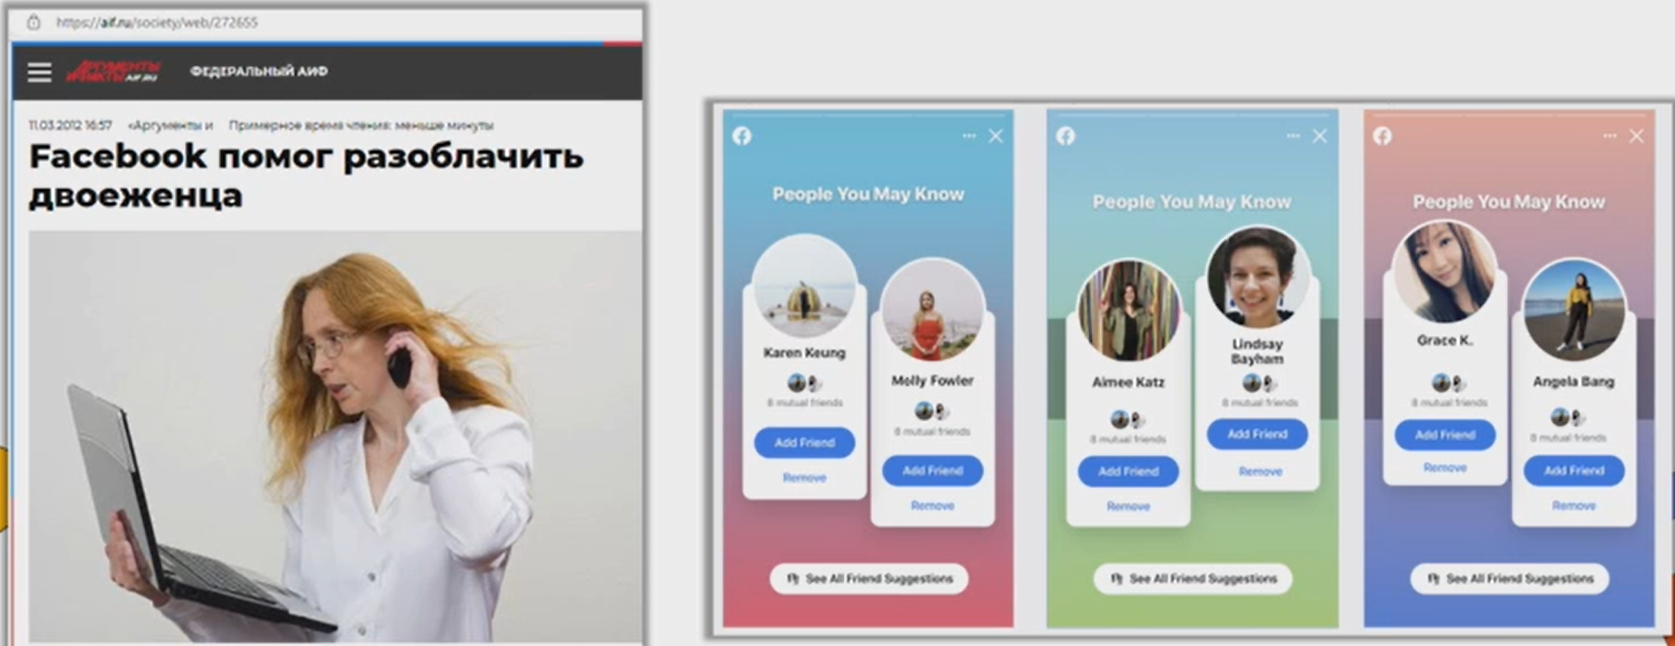 https://aif.ru/society/web/272655
АРГУМЕНТЫ
И ФАКТЫ AIF.RU
ФЕДЕРАЛЬНЫЙ АИФ
11.03.2012 16:57 «Аргументы и Примерное время чтения: меньше минуты
Facebook помог разоблачить
двоеженца
People You May Know
Karen Keung
8 mutual friends
Add Friend
Remove
Molly Fowler
8 mutual friends
Add Friend
Remove
See All Friend Suggestions
People You May Know
Aimee Katz
8 mutual friends
Add Friend
Remove
Lindsay
Bayham
8 mutual friends
Add Friend
Remove
See All Friend Suggestions
People You May Know
Grace K.
8 mutual friends
Add Friend
Remove
Angela Bang
8 mutual friends
Add Friend
Remove
See All Friend Suggestions